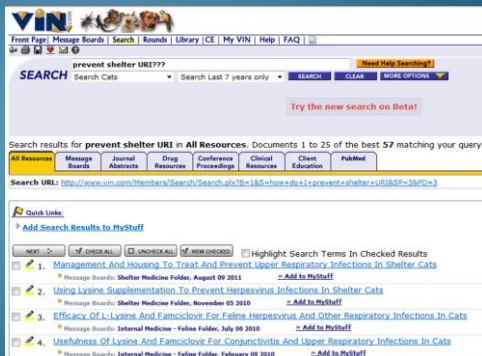 VIN
Front Page| Message Boards | Search | Rounds | Library |CE | My VIN | Help | FAQ |
prevent shelter URI???
Need Help Searching?
SEARCH Search Cats Search Last 7 years only SEARCH CLEAR MORE OPTIONS
Try the new search on Beta!
Search results for prevent shelter URI in All Resources. Documents 1 to 25 of the best 57 matching your query
All Resources Message Boards Journal Abstracts Drug Resources Conference Proceedings Clinical Resources Client Education PubMed
Search URL: http://www.vin.com/Members/Search/Search.plx?6=1&S=how+do+I+prevent+shelter+URI&SP=3&PD=3
Quick Links:
Add Search Results to MyStuff
NEXT CHECK ALL UNCHECK ALL VIEW CHECKED Highlight Search Terms In Checked Results
1. Management And Housing To Treat And Prevent Upper Respiratory Infections In Shelter Cats
Message Boards: Shelter Medicine Folder, August 09 2011 = Add to MyStuff
2. Using Lysine Supplementation To Prevent Herpesvirus Infections In Shelter Cats
Message Boards: Shelter Medicine Folder, November 05 2010 = Add to MyStuff
3. Efficacy Of L-Lysine And Famciclovir For Feline Herpesvirus And Other Respiratory Infections In Cats
Message Boards: Internal Medicine - Feline Folder, July 06 2010 = Add to MyStuff
4. Usefulness Of Lysine And Famciclovir For Conjunctivitis And Upper Respiratory Infections In Cats
Message Boards: Internal Medicine - Feline Folder, February 09 2010 = Add to MyStuff